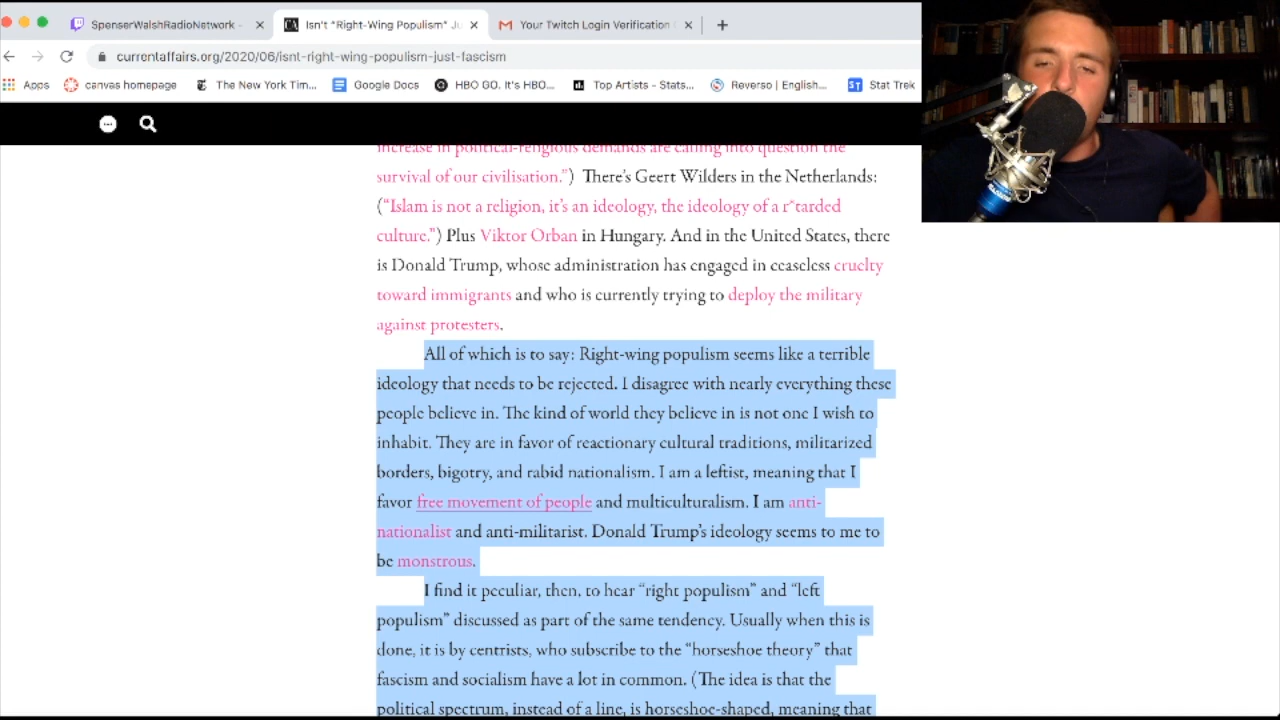 SpenserWalshRadioNetwork -
Isn't "Right-Wing Populism" Ju
Your Twitch Login Verification
currentaffairs.org/2020/06/isnt-right-wing-populism-just-fascism
Apps
canvas homepage
The New York Tim...
Google Docs
HBO GO. It's HBO...
Top Artists - Stats...
Reverso | English...
Stat Trek
increase in political-religious demands are calling into question the
survival of our civilisation.") There's Geert Wilders in the Netherlands:
("Islam is not a religion, it's an ideology, the ideology of a r*tarded
culture.") Plus Viktor Orban in Hungary. And in the United States, there
is Donald Trump, whose administration has engaged in ceaseless cruelty
toward immigrants and who is currently trying to deploy the military
against protesters.
All of which is to say: Right-wing populism seems like a terrible
ideology that needs to be rejected. I disagree with nearly everything these
people believe in. The kind of world they believe in is not one I wish to
inhabit. They are in favor of reactionary cultural traditions, militarized
borders, bigotry, and rabid nationalism. I am a leftist, meaning that I
favor free movement of people and multiculturalism. I am anti-
nationalist and anti-militarist. Donald Trump's ideology seems to me to
be monstrous.
I find it peculiar, then, to hear "right populism" and "left
populism" discussed as part of the same tendency. Usually when this is
done, it is by centrists, who subscribe to the "horseshoe theory" that
fascism and socialism have a lot in common. (The idea is that the
political spectrum, instead of a line, is horseshoe-shaped, meaning that